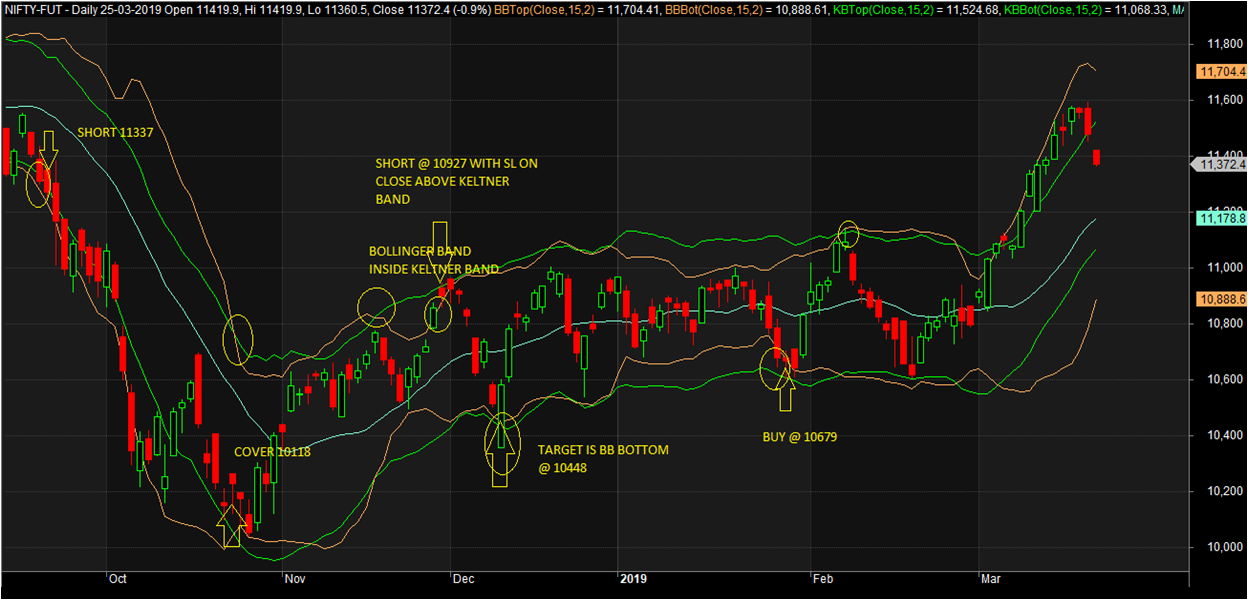 NIFTY-FUT - Daily 25-03-2019 Open 11419.9, Hi 11419.9, Lo 11360.5, Close 11372.4 (-0.9%) BBTop(Close,15,2) = 11,704.41, BBBot(Close,15,2) = 10,888.61, KBTop(Close,15,2) = 11,524.68, KBBot(Close,15,2) = 11,068.33,
11,800
11,704.4
11,600
SHORT 11337
SHORT @ 10927 WITH SL ON
CLOSE ABOVE KELTNER
BAND
11,372.4
11,178.8
BOLLINGER BAND
INSIDE KELTNER BAND
11,000
10,888.6
10,800
10,600
BUY @ 10679
10,400
COVER 10118
TARGET IS BB BOTTOM
@ 10448
10,200
10,000
Oct
Nov
Dec
2019
Feb
Mar